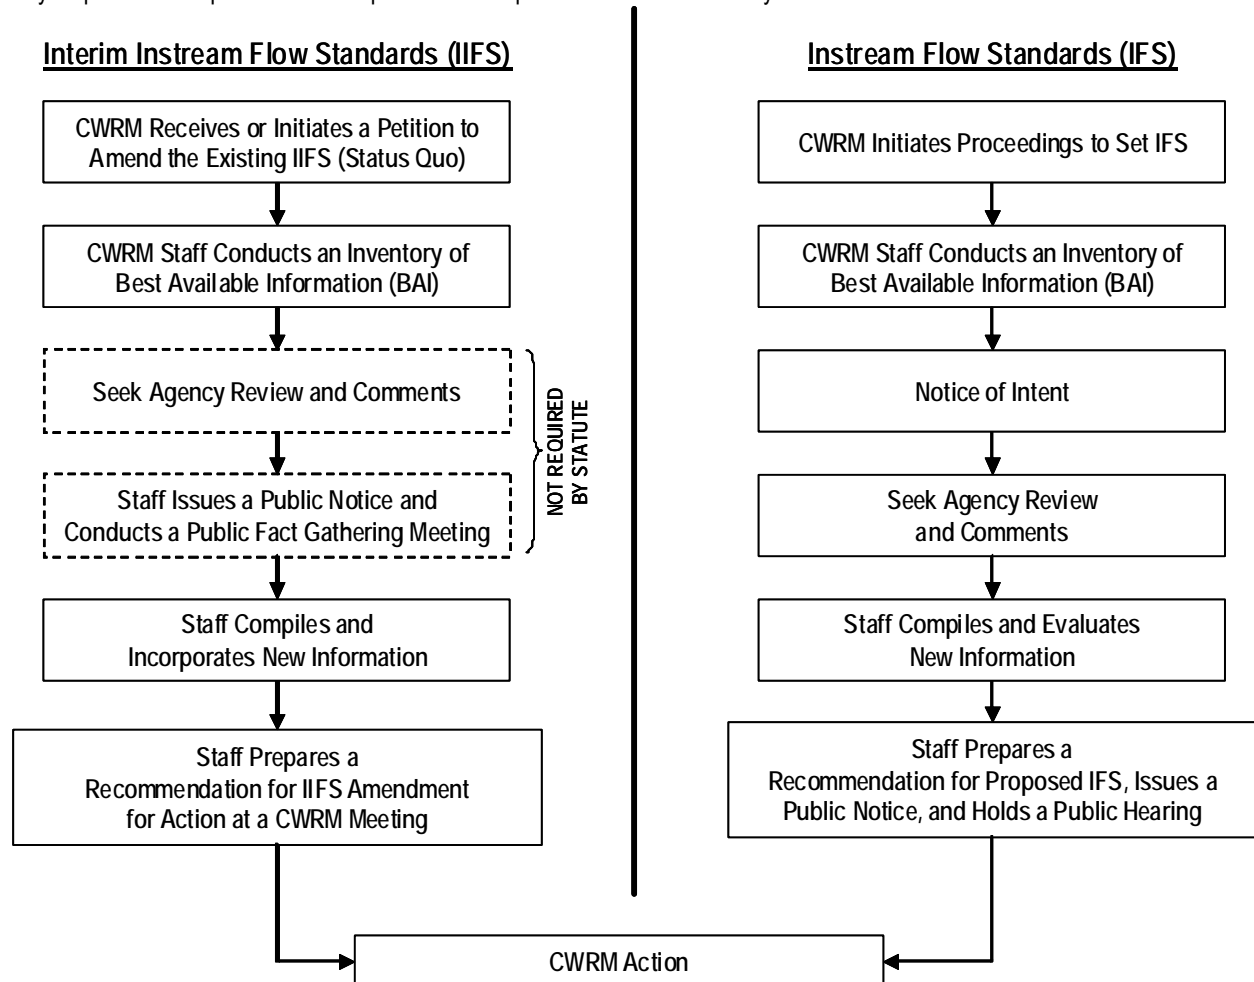 Interim Instream Flow Standards (IIFS)
CWRM Receives or Initiates a Petition to
Amend the Existing IIFS (Status Quo)
CWRM Staff Conducts an Inventory of
Best Available Information (BAI)
Seek Agency Review and Comments
Staff Issues a Public Notice and
Conducts a Public Fact Gathering Meeting
NOT REQUIRED
BY STATUTE
Staff Compiles and
Incorporates New Information
Staff Prepares a
Recommendation for IIFS Amendment
for Action at a CWRM Meeting
Instream Flow Standards (IFS)
CWRM Initiates Proceedings to Set IFS
CWRM Staff Conducts an Inventory of
Best Available Information (BAI)
Notice of Intent
Seek Agency Review
and Comments
Staff Compiles and Evaluates
New Information
Staff Prepares a
Recommendation for Proposed IFS, Issues a
Public Notice, and Holds a Public Hearing
CWRM Action